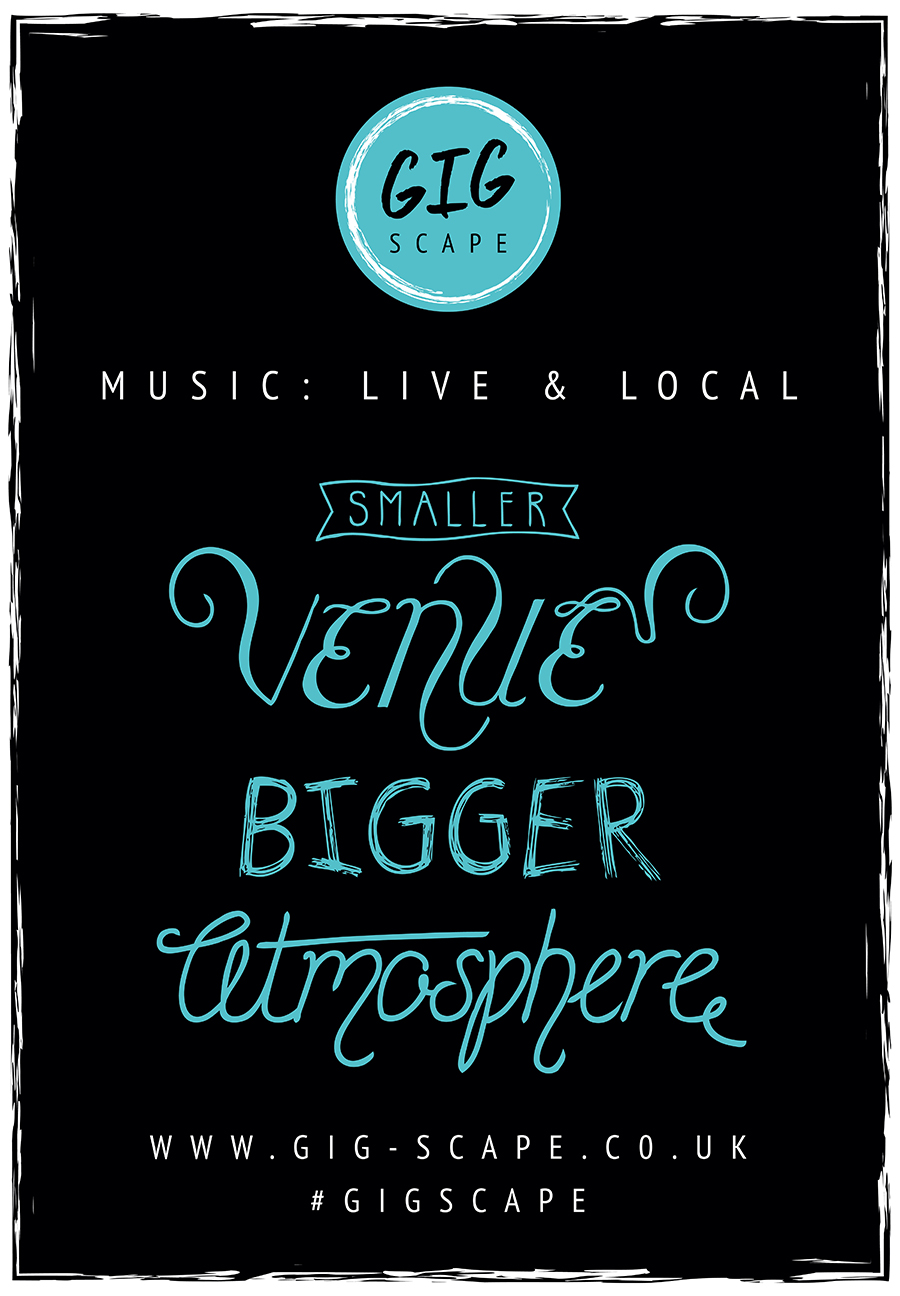 GIG
SCAPE
MUSIC: LIVE & LOCAL
SMALLER
VENUE
BIGGER
Atmosphere
WWW.GIG-SCAPE.CO.UK
#GIGSCAPE